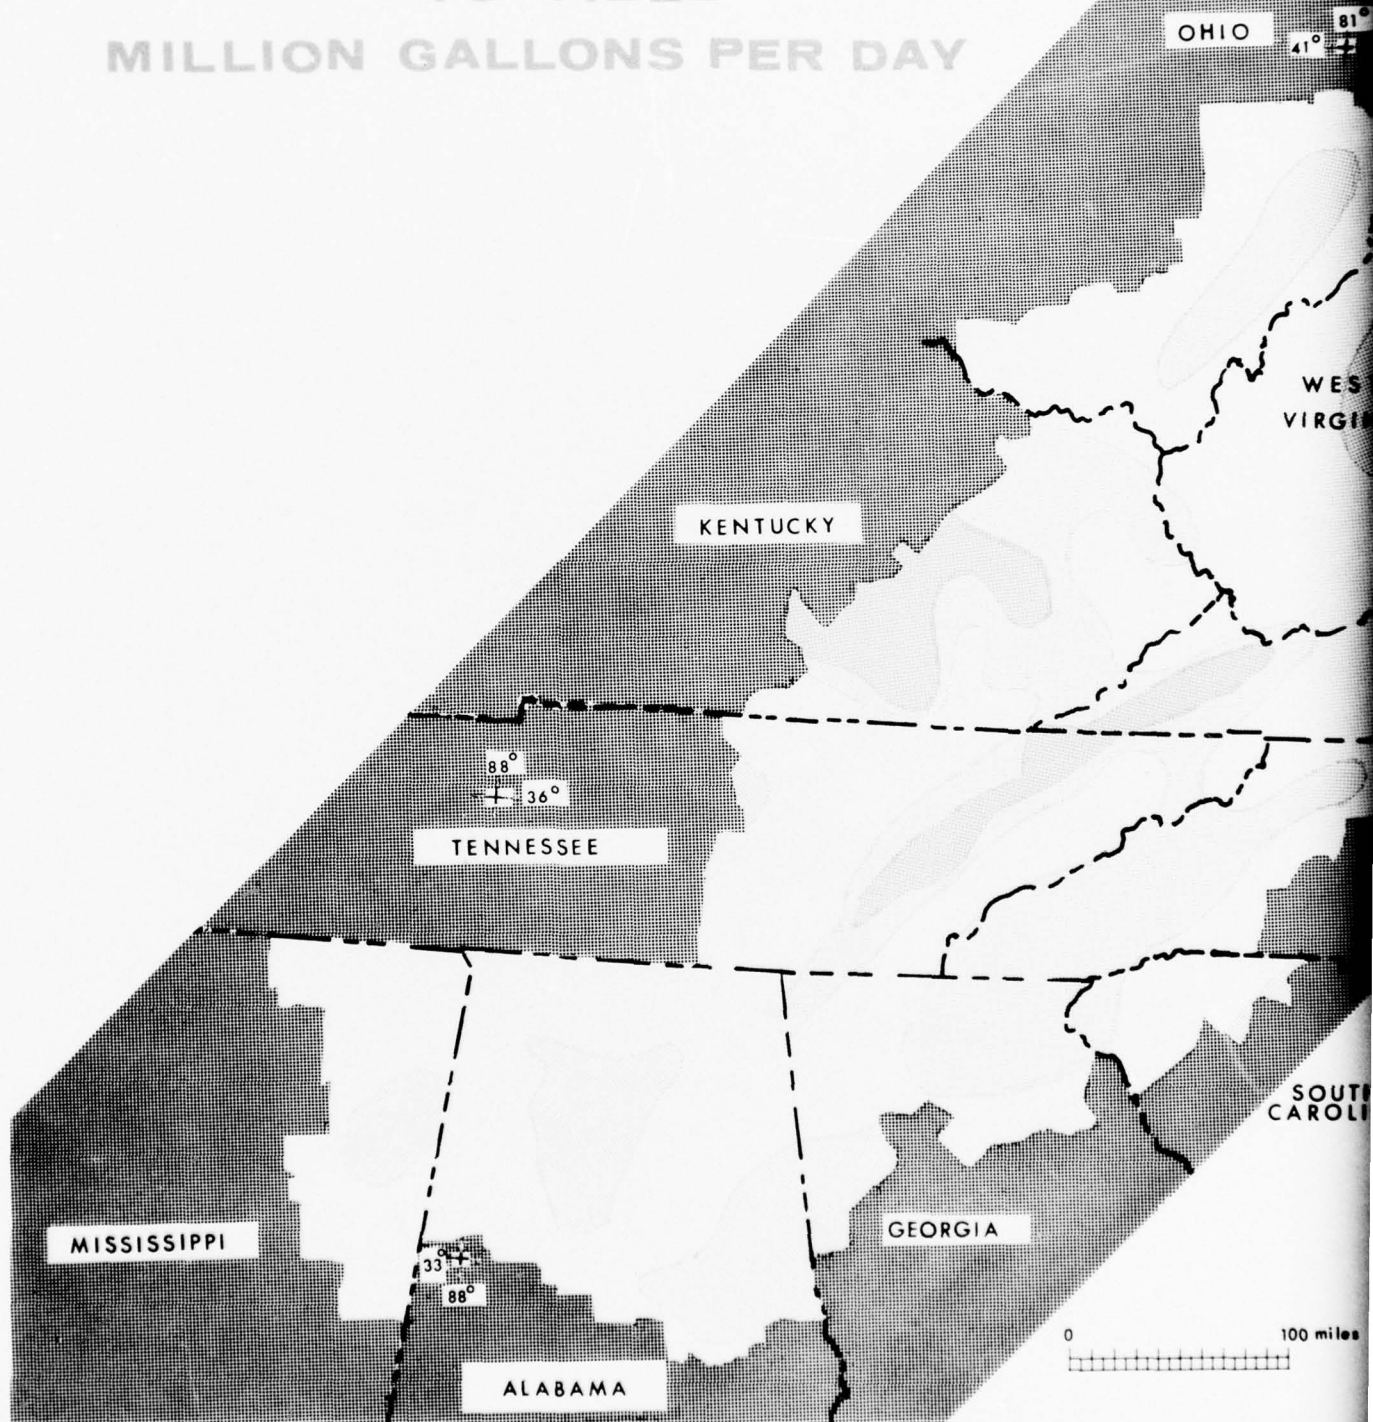 MILLION GALLONS PER DAY
OHIO
81°
41°
WES
VIRGI
KENTUCKY
88°
36°
TENNESSEE
SOUTH
CAROLI
MISSISSIPPI
GEORGIA
33°
88°
0 100 miles
ALABAMA